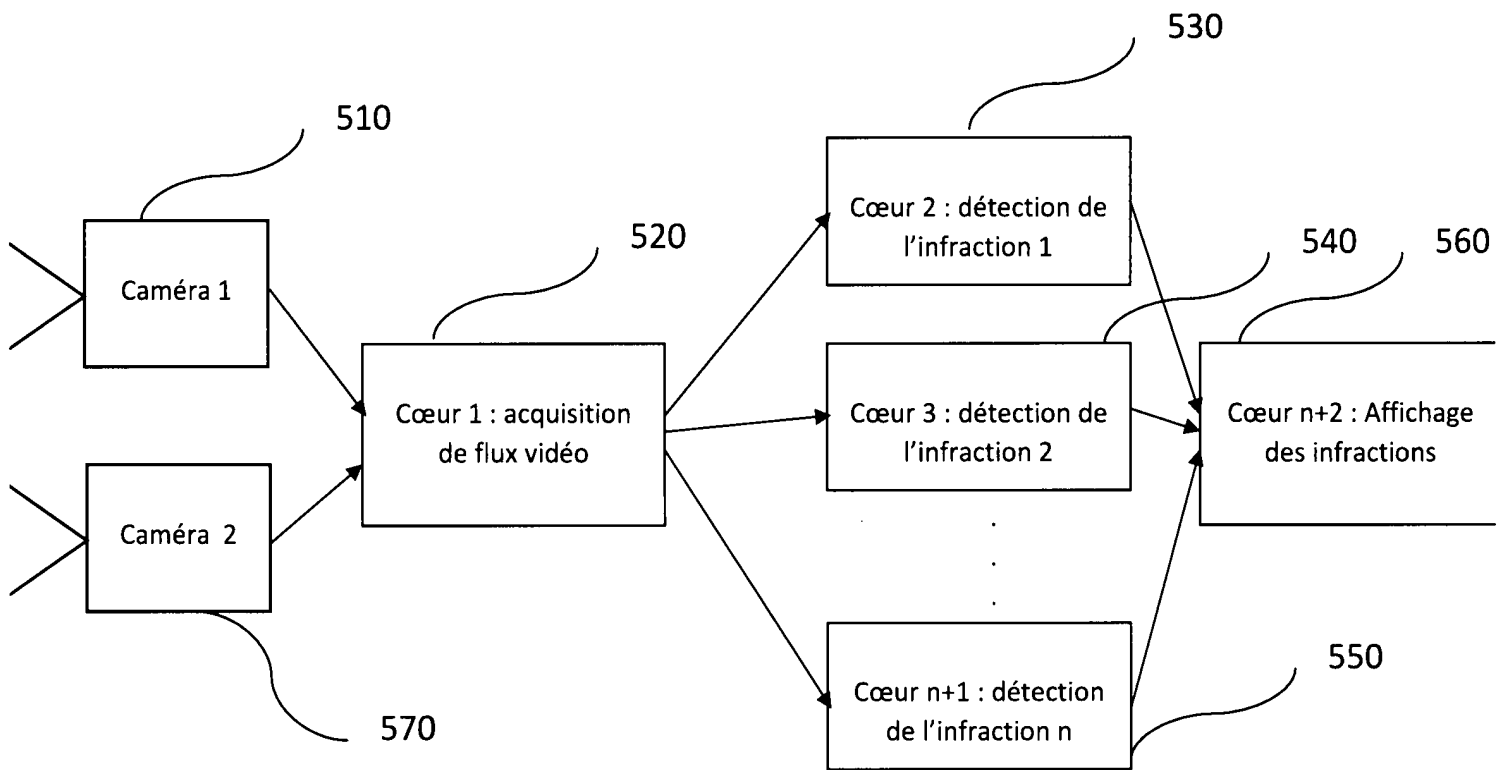 530
510
Cœur 2 : détection de
l'infraction 1
520
540
560
Caméra 1
Cœur 1 : acquisition
de flux vidéo
Cœur 3 : détection de
l'infraction 2
Cœur n+2 : Affichage
des infractions
Caméra 2
.
.
.
Cœur n+1 : détection
de l'infraction n
550
570